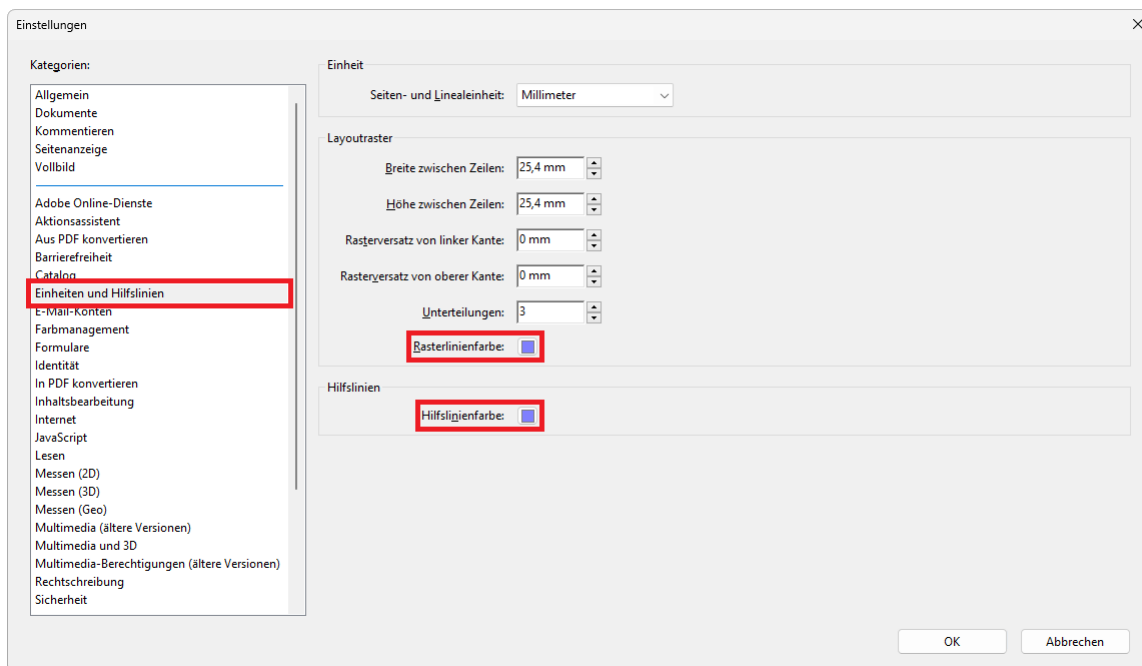 Einstellungen
Kategorien:
Allgemein
Dokumente
Kommentieren
Seitenanzeige
Vollbild
Adobe Online-Dienste
Aktionsassistent
Aus PDF konvertieren
Barrierefreiheit
Catalog
Einheiten und Hilfslinien
E-Mail-Konten
Farbmanagement
Formulare
Identität
In PDF konvertieren
Inhaltsbearbeitung
Internet
JavaScript
Lesen
Messen (2D)
Messen (3D)
Messen (Geo)
Multimedia (ältere Versionen)
Multimedia und 3D
Multimedia-Berechtigungen (ältere Versionen)
Rechtschreibung
Sicherheit
Einheit
Seiten- und Linealeinheit: Millimeter
Layoutraster
Breite zwischen Zeilen: 25,4 mm
Höhe zwischen Zeilen: 25,4 mm
Rasterversatz von linker Kante: 0 mm
Rasterversatz von oberer Kante: 0 mm
Unterteilungen: 3
Rasterlinienfarbe:
Hilfslinien
Hilfslinienfarbe:
OK Abbrechen